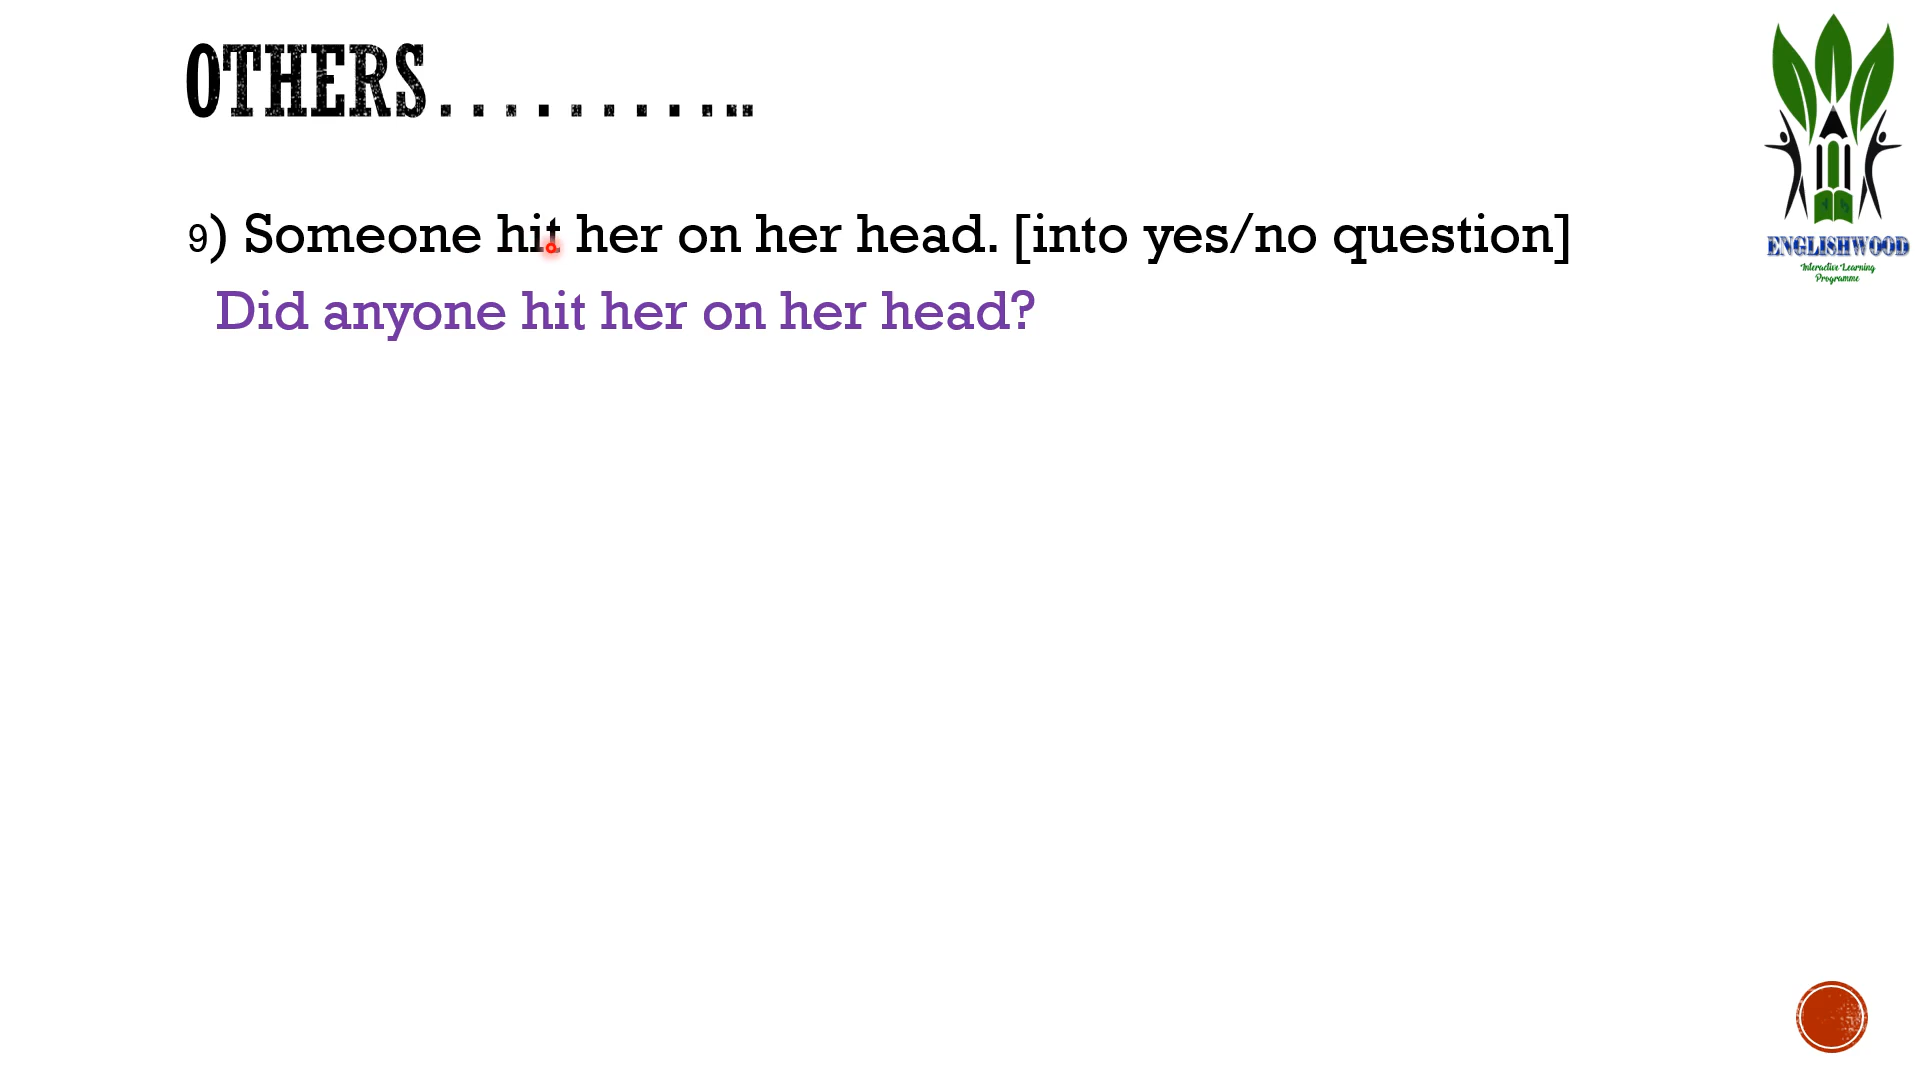 OTHERS………..
9) Someone hit her on her head. [into yes/no question]
Did anyone hit her on her head?
ENGLISHWOOD
Interactive Learning
Programme